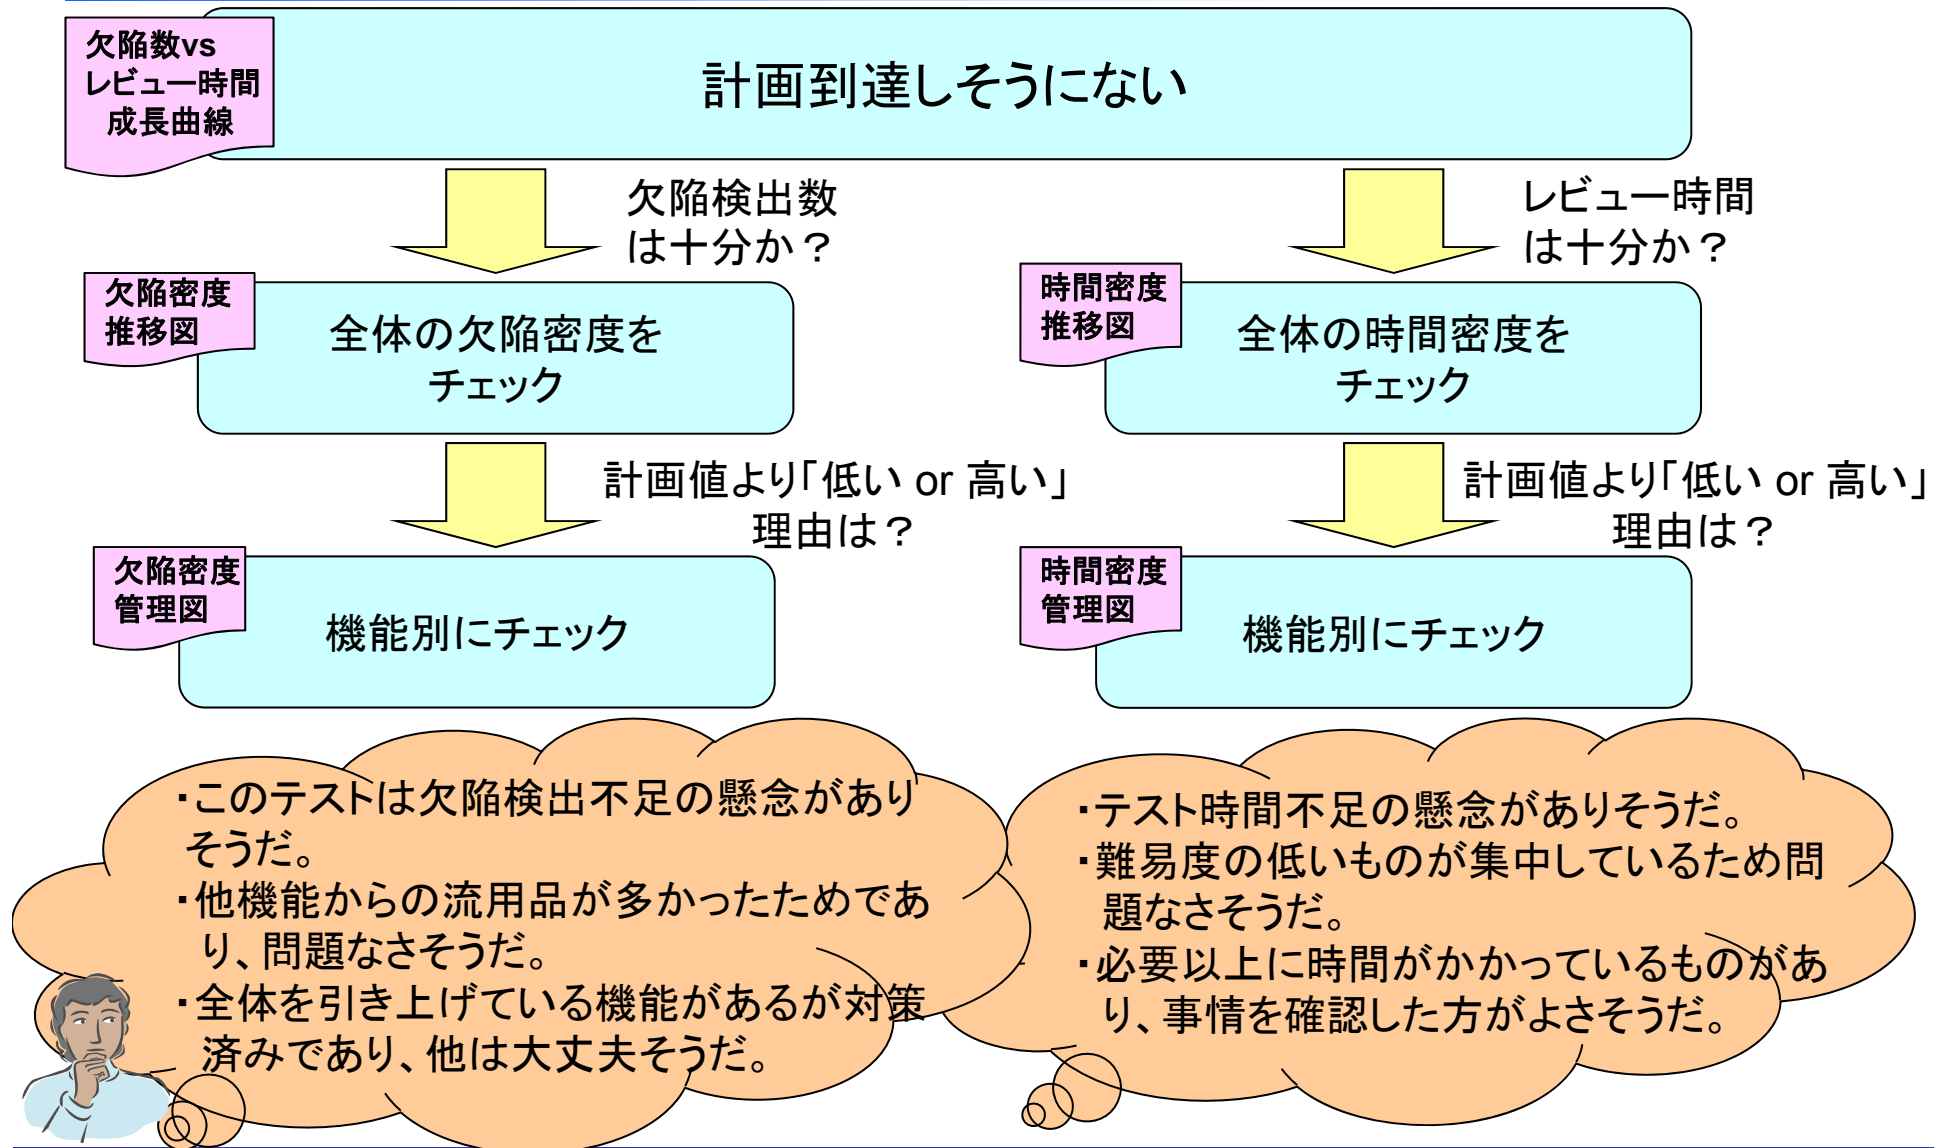 欠陥数vs
レビュー時間
成長曲線
計画到達しそうにない
欠陥検出数
は十分か？
レビュー時間
は十分か？
欠陥密度
推移図
全体の欠陥密度を
チェック
時間密度
推移図
全体の時間密度を
チェック
計画値より「低い or 高い」
理由は？
計画値より「低い or 高い」
理由は？
欠陥密度
管理図
機能別にチェック
時間密度
管理図
機能別にチェック
・このテストは欠陥検出不足の懸念があり
そうだ。
・他機能からの流用品が多かったためであ
り、問題なさそうだ。
・全体を引き上げている機能があるが対策
済みであり、他は大丈夫そうだ。
・テスト時間不足の懸念がありそうだ。
・難易度の低いものが集中しているため問
題なさそうだ。
・必要以上に時間がかかっているものがあ
り、事情を確認した方がよさそうだ。